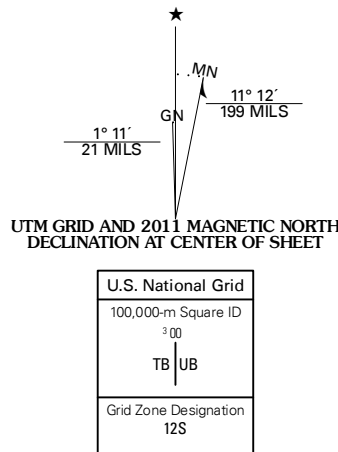 ★
MN
GN
11° 12´
199 MILS
1° 11´
21 MILS
UTM GRID AND 2011 MAGNETIC NORTH
DECLINATION AT CENTER OF SHEET
U.S. National Grid
100,000-m Square ID
³00
TB UB
Grid Zone Designation
12S